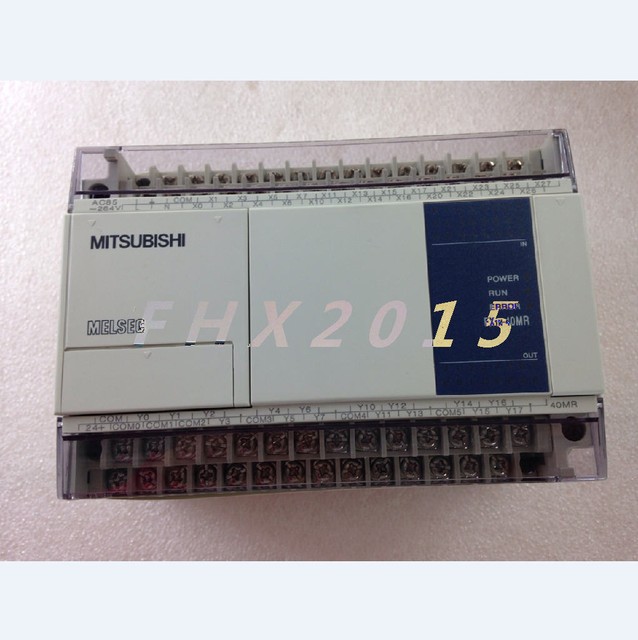 AC85 ⏚ COM X1 X3 X5 X7 X11 X13 X15 X17 X21 X23 X25 X27
-264V L N X0 X2 X4 X6 X10 X12 X14 X16 X20 X22 X24 X26
MITSUBISHI
IN
POWER
RUN
ERROR
MELSEC
FHX2015
OUT
COM Y0 Y1 Y2 Y4 Y6 Y10 Y12 Y14 Y16 40MR
24+ COM0 COM1 COM2 Y3 COM3 Y5 Y7 COM4 Y11 Y13 COM5 Y15 Y17